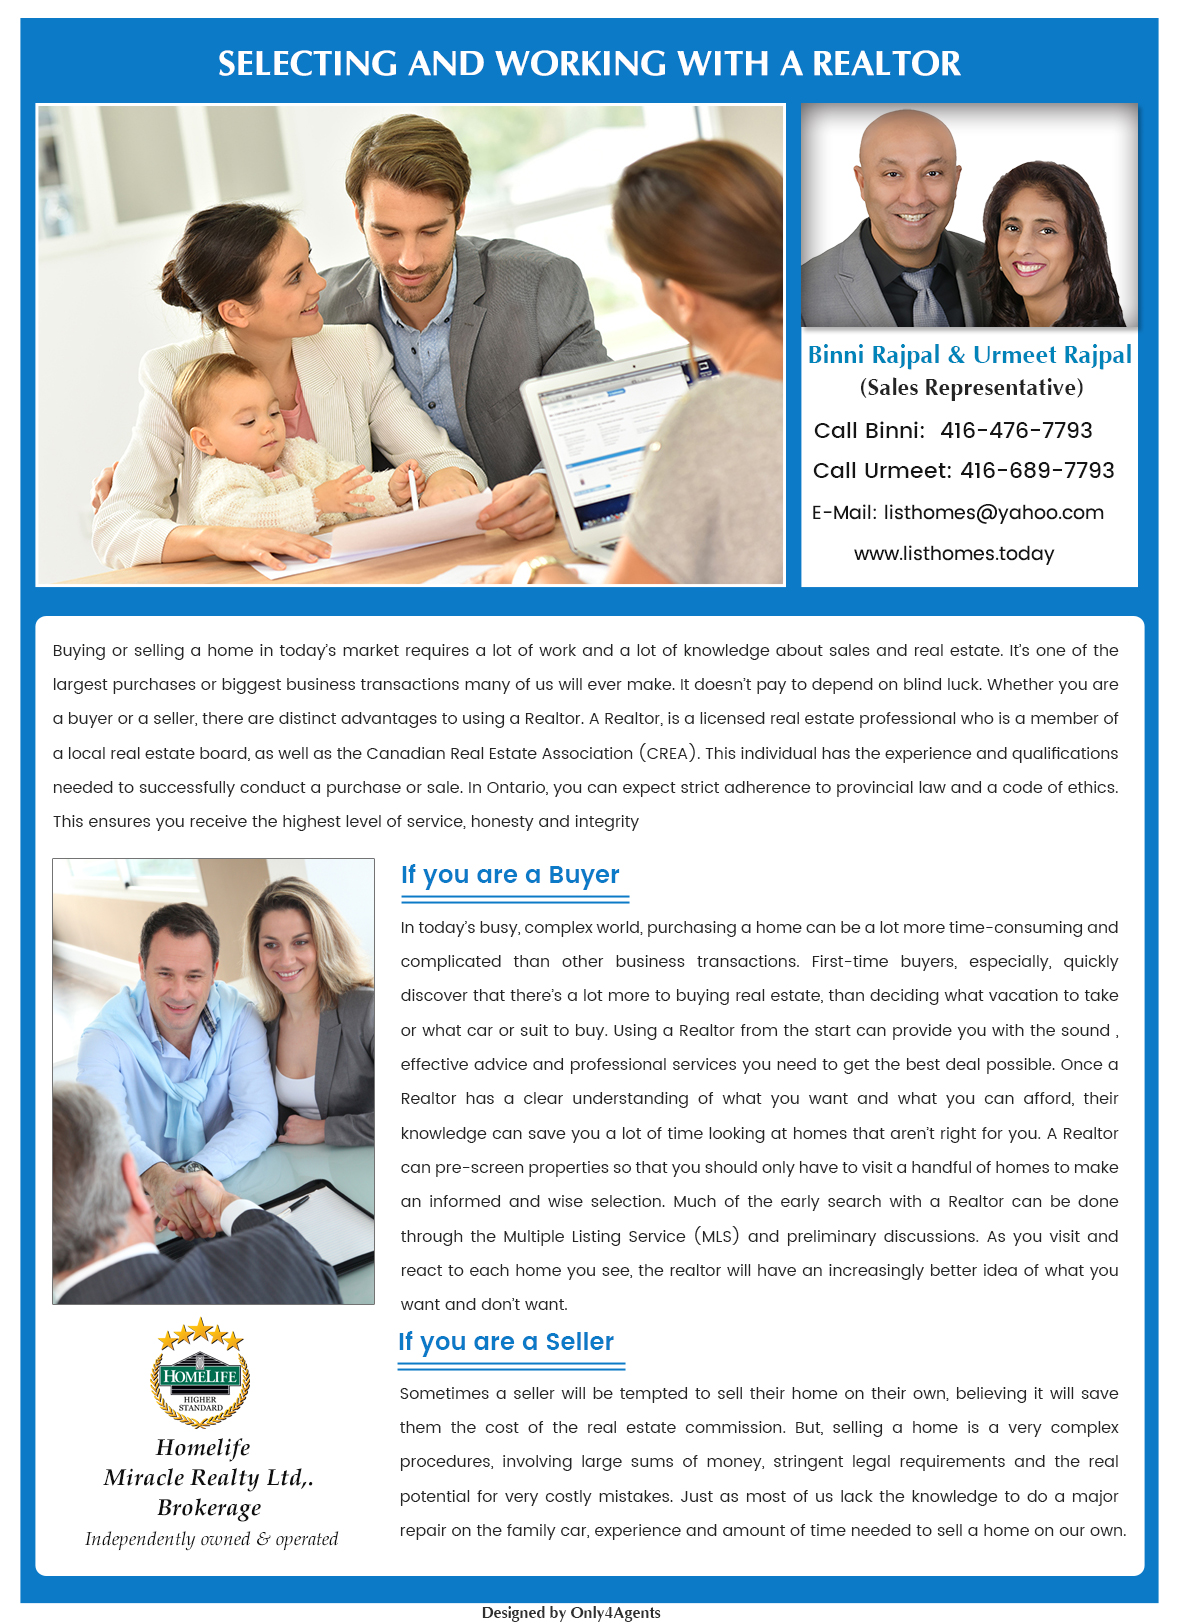 SELECTING AND WORKING WITH A REALTOR
Binni Rajpal & Urmeet Rajpal
(Sales Representative)
Call Binni: 416-476-7793
Call Urmeet: 416-689-7793
E-Mail: listhomes@yahoo.com
www.listhomes.today
Buying or selling a home in today's market requires a lot of work and a lot of knowledge about sales and real estate. It's one of the
largest purchases or biggest business transactions many of us will ever make. It doesn't pay to depend on blind luck. Whether you are
a buyer or a seller, there are distinct advantages to using a Realtor. A Realtor, is a licensed real estate professional who is a member of
a local real estate board, as well as the Canadian Real Estate Association (CREA). This individual has the experience and qualifications
needed to successfully conduct a purchase or sale. In Ontario, you can expect strict adherence to provincial law and a code of ethics.
This ensures you receive the highest level of service, honesty and integrity
If you are a Buyer
In today's busy, complex world, purchasing a home can be a lot more time-consuming and
complicated than other business transactions. First-time buyers, especially, quickly
discover that there's a lot more to buying real estate, than deciding what vacation to take
or what car or suit to buy. Using a Realtor from the start can provide you with the sound ,
effective advice and professional services you need to get the best deal possible. Once a
Realtor has a clear understanding of what you want and what you can afford, their
knowledge can save you a lot of time looking at homes that aren't right for you. A Realtor
can pre-screen properties so that you should only have to visit a handful of homes to make
an informed and wise selection. Much of the early search with a Realtor can be done
through the Multiple Listing Service (MLS) and preliminary discussions. As you visit and
react to each home you see, the realtor will have an increasingly better idea of what you
want and don't want.
If you are a Seller
Sometimes a seller will be tempted to sell their home on their own, believing it will save
them the cost of the real estate commission. But, selling a home is a very complex
procedures, involving large sums of money, stringent legal requirements and the real
potential for very costly mistakes. Just as most of us lack the knowledge to do a major
repair on the family car, experience and amount of time needed to sell a home on our own.
HOMELIFE
HIGHER
STANDARD
Homelife
Miracle Realty Ltd,.
Brokerage
Independently owned & operated
Designed by Only4Agents